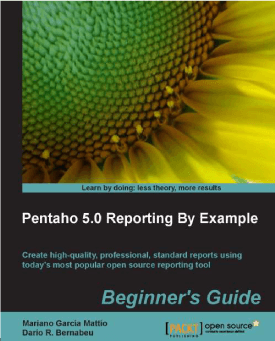 Learn by doing: less theory, more results
Pentaho 5.0 Reporting By Example
Create high-quality, professional, standard reports using
today's most popular open source reporting tool
Beginner's Guide
Mariano García Mattío
Dario R. Bernabeu
[PACKT] open source
PUBLISHING